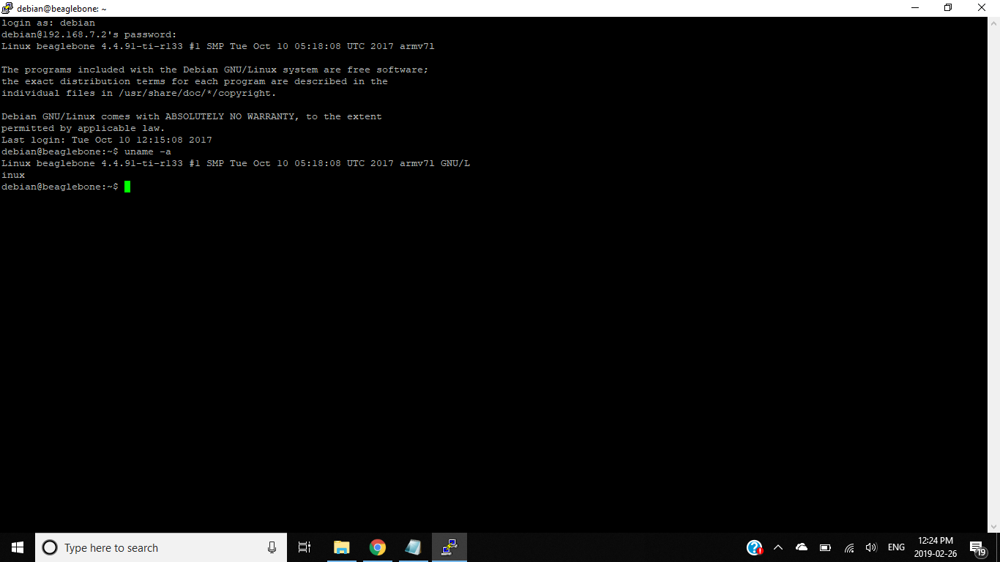 debian@beaglebone: ~
login as: debian
debian@192.168.7.2's password:
Linux beaglebone 4.4.91-ti-r133 #1 SMP Tue Oct 10 05:18:08 UTC 2017 armv7l

The programs included with the Debian GNU/Linux system are free software;
the exact distribution terms for each program are described in the
individual files in /usr/share/doc/*/copyright.

Debian GNU/Linux comes with ABSOLUTELY NO WARRANTY, to the extent
permitted by applicable law.
Last login: Tue Oct 10 12:15:08 2017
debian@beaglebone:~$ uname -a
Linux beaglebone 4.4.91-ti-r133 #1 SMP Tue Oct 10 05:18:08 UTC 2017 armv7l GNU/L
inux
debian@beaglebone:~$
Type here to search
ENG
12:24 PM
2019-02-26
19